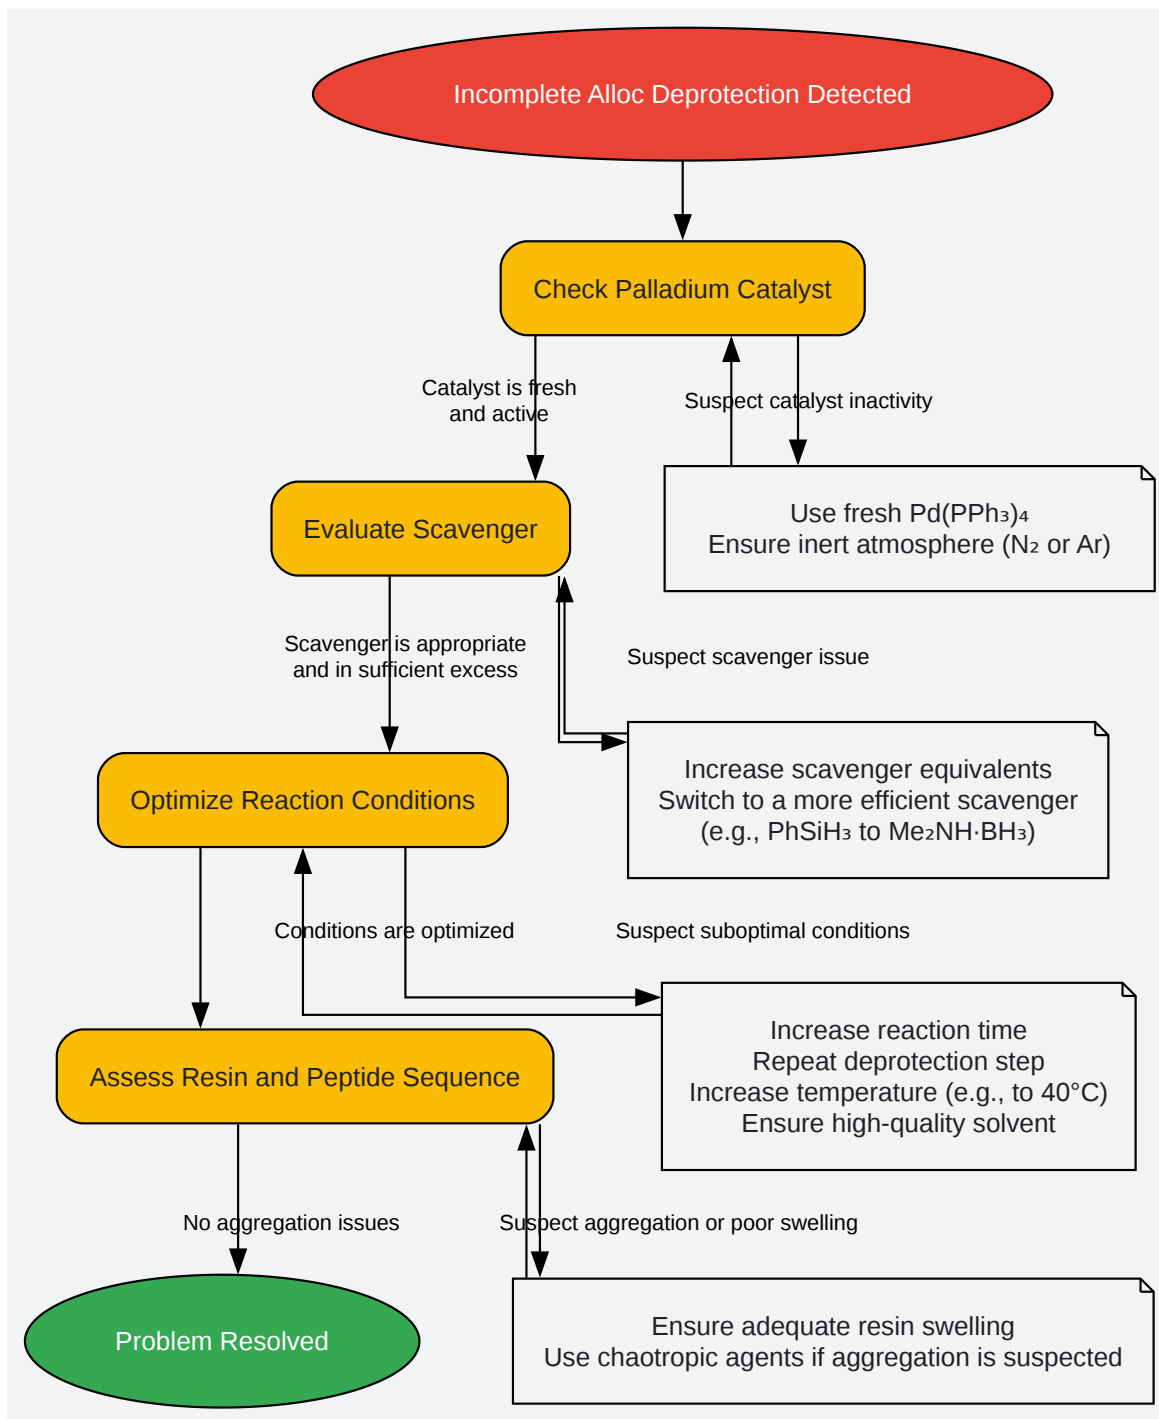 Incomplete Alloc Deprotection Detected
Check Palladium Catalyst
Catalyst is fresh
and active
Suspect catalyst inactivity
Use fresh Pd(PPh₃)₄
Ensure inert atmosphere (N₂ or Ar)
Evaluate Scavenger
Scavenger is appropriate
and in sufficient excess
Suspect scavenger issue
Increase scavenger equivalents
Switch to a more efficient scavenger
(e.g., PhSiH₃ to Me₂NH·BH₃)
Optimize Reaction Conditions
Conditions are optimized
Suspect suboptimal conditions
Increase reaction time
Repeat deprotection step
Increase temperature (e.g., to 40°C)
Ensure high-quality solvent
Assess Resin and Peptide Sequence
No aggregation issues
Suspect aggregation or poor swelling
Problem Resolved
Ensure adequate resin swelling
Use chaotropic agents if aggregation is suspected